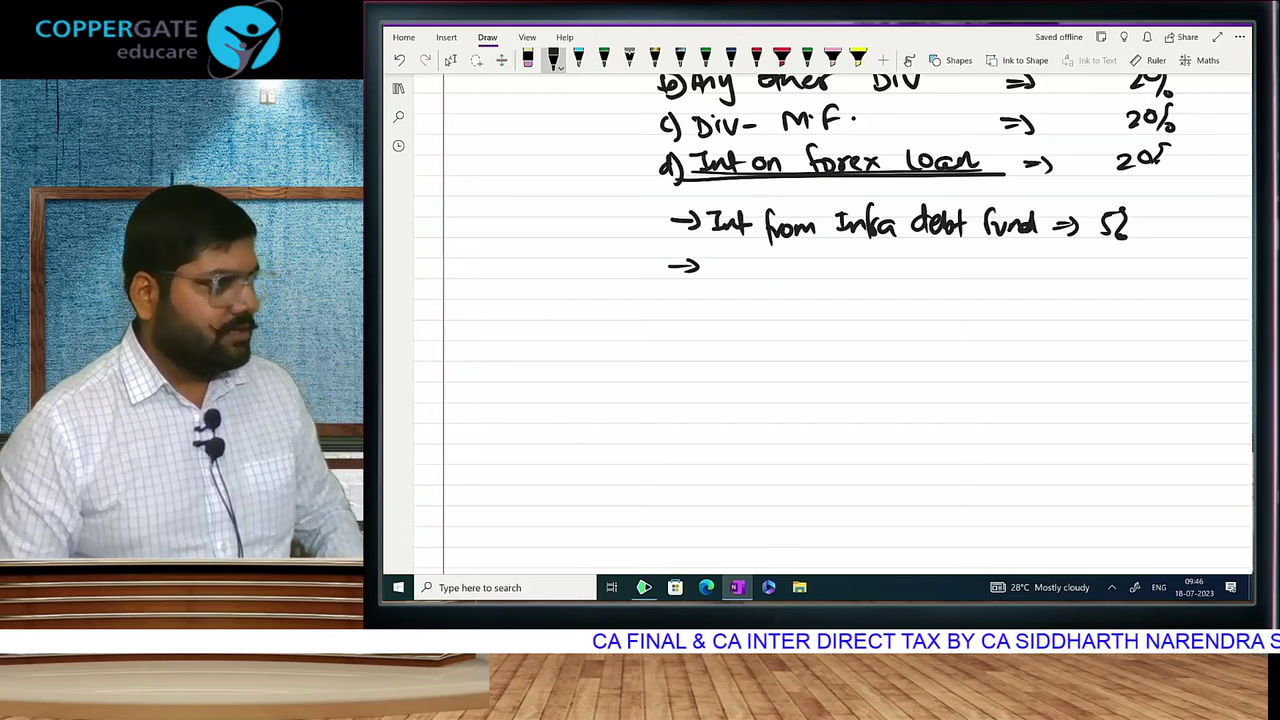 COPPERGATE
educare
Home Insert Draw View Help
Saved offline Share
Shapes Ink to Shape Ink to Text Ruler Maths
b) Any other Div => 20%
c) Div- M.F. => 20%
d) Int on forex loan => 20%
→ Int from Infra debt fund => 5%
→
Type here to search
28°C Mostly cloudy
ENG
09:46
18-07-2023
CA FINAL & CA INTER DIRECT TAX BY CA SIDDHARTH NARENDRA S